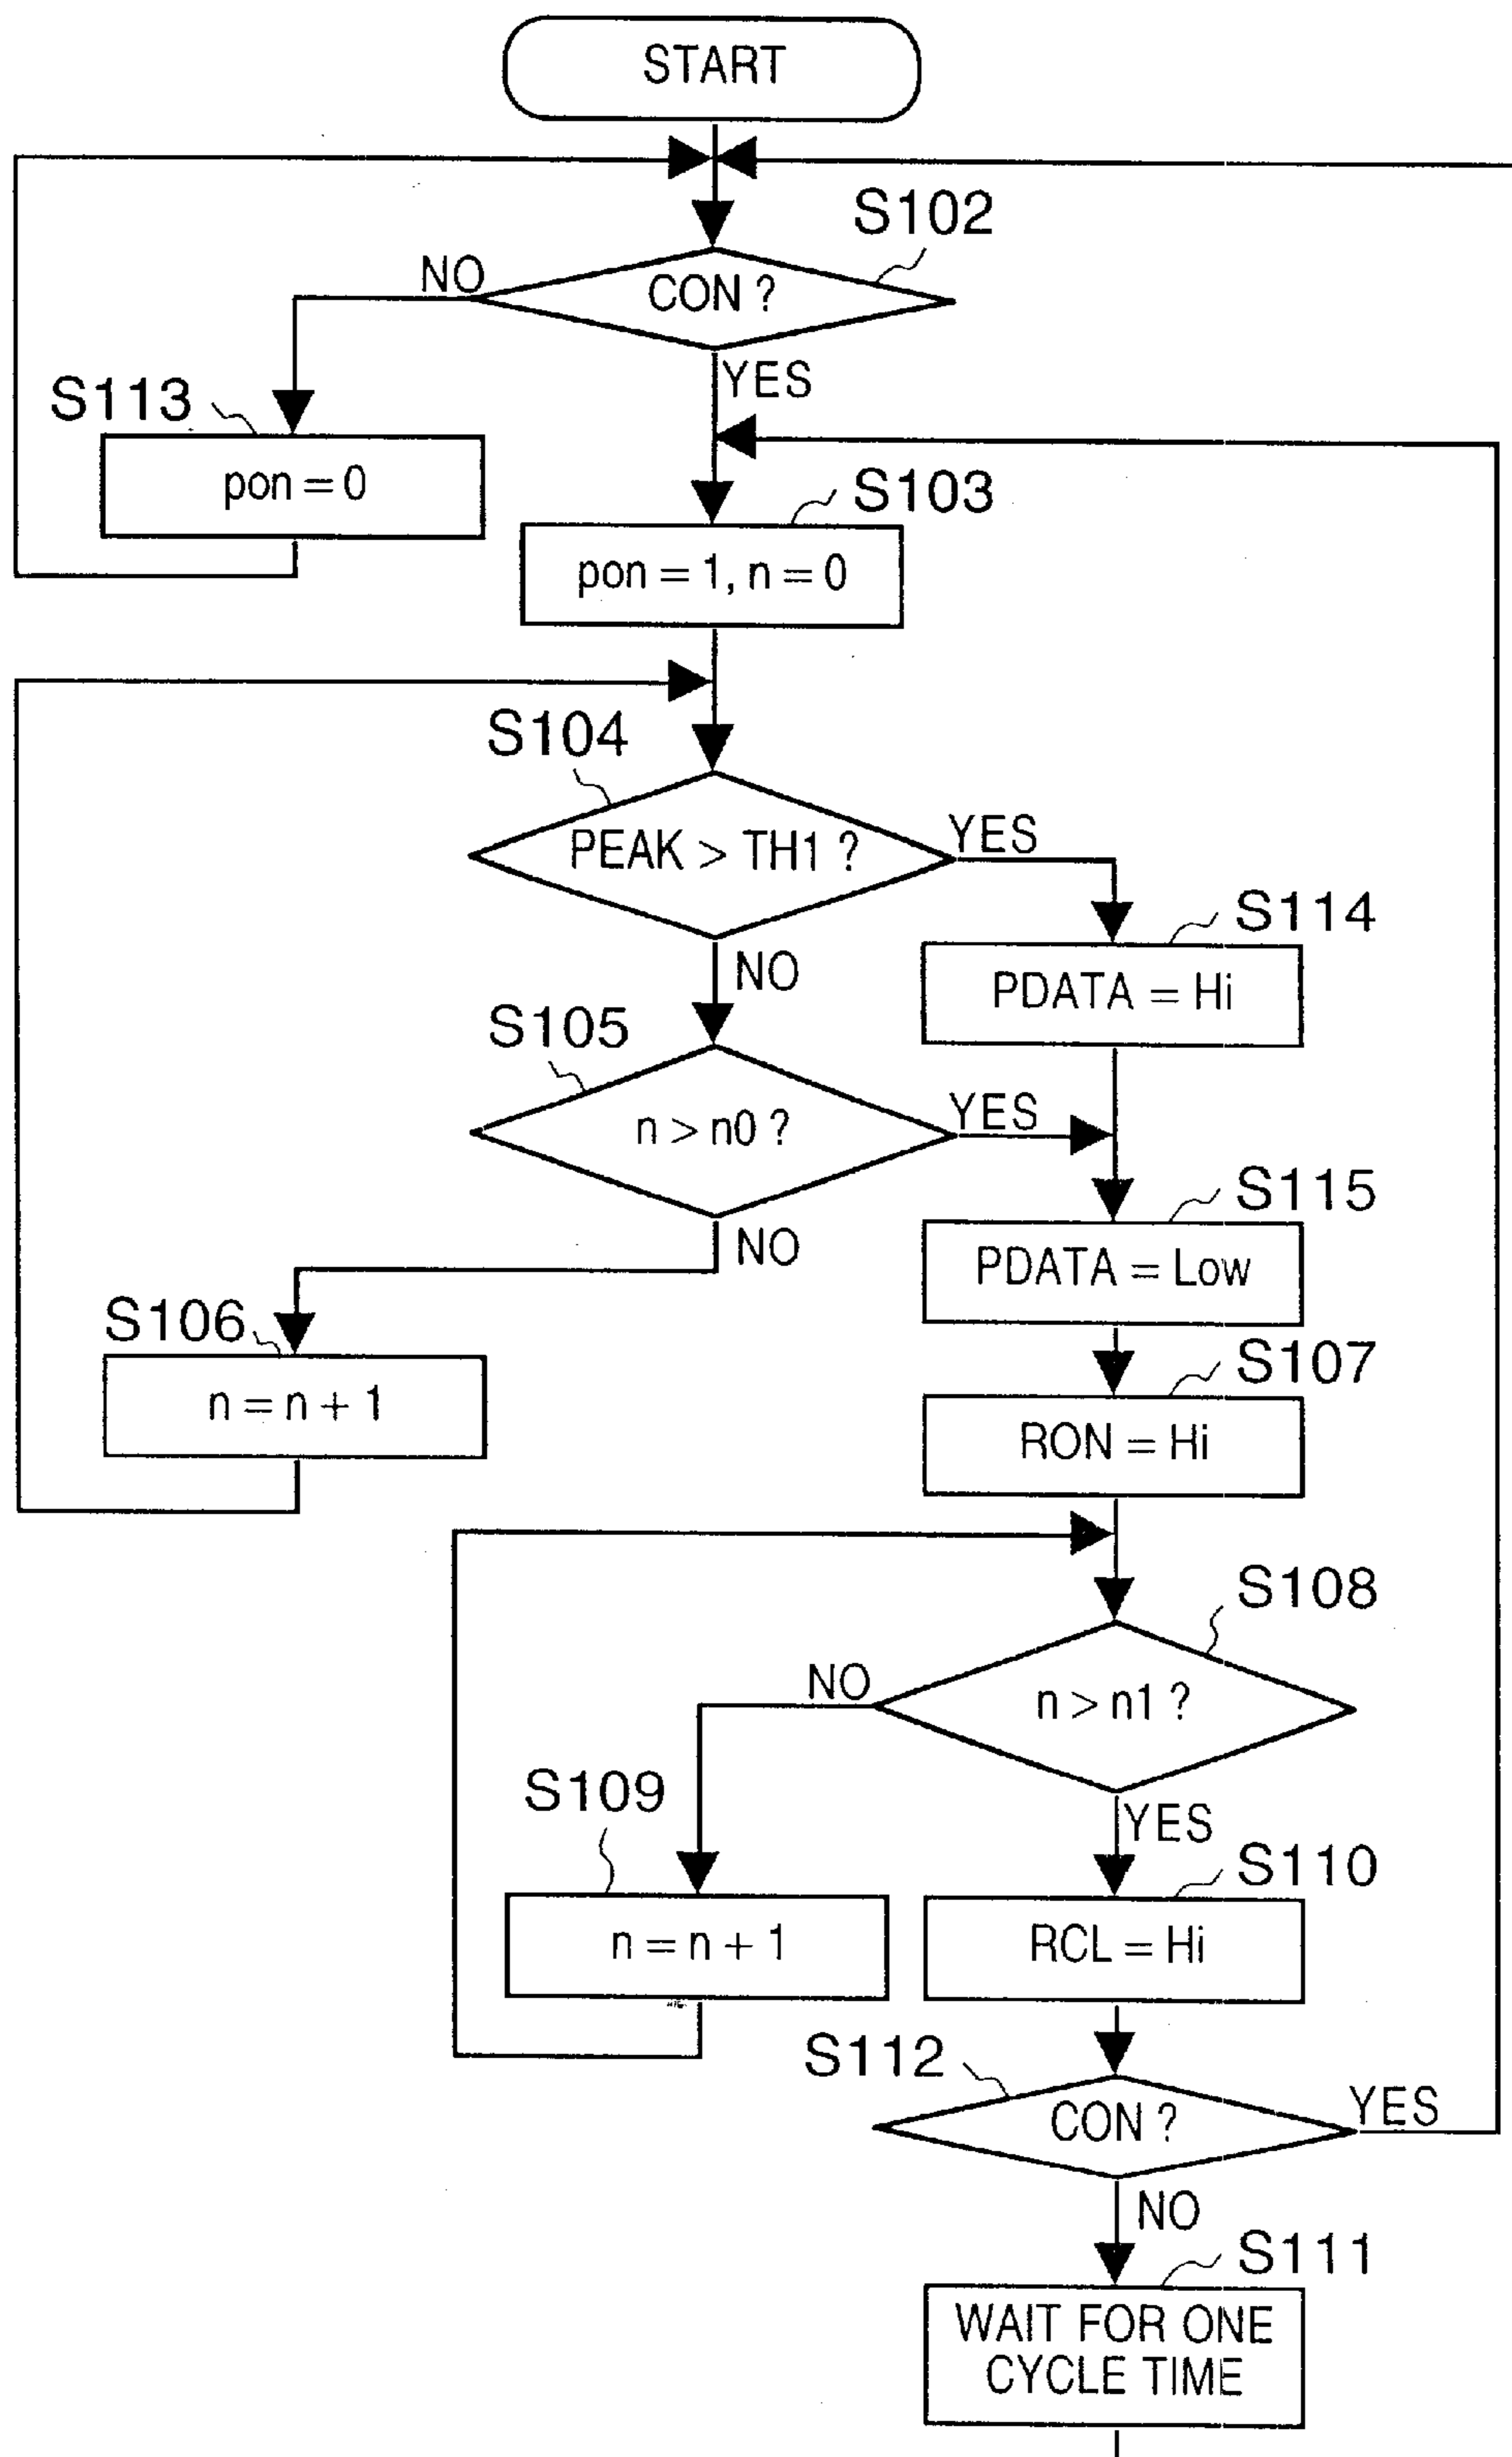 START
S102
NO
CON ?
YES
S113
pon = 0
S103
pon = 1, n = 0
S104
PEAK > TH1 ?
YES
S114
NO
PDATA = Hi
S105
n > n0 ?
YES
S115
NO
PDATA = Low
S106
n = n + 1
S107
RON = Hi
S108
NO
n > n1 ?
S109
YES
S110
n = n + 1
RCL = Hi
S112
CON ?
YES
NO
S111
WAIT FOR ONE
CYCLE TIME